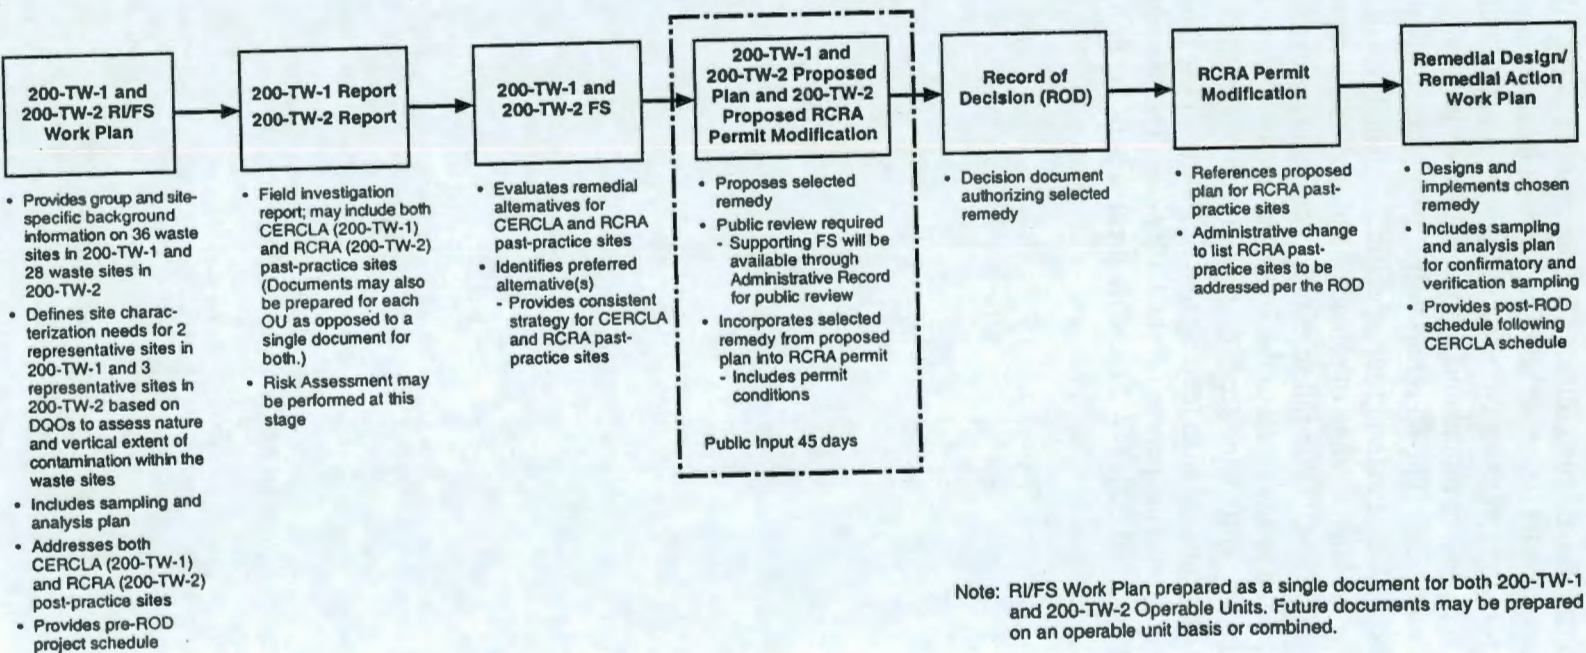 200-TW-1 and
200-TW-2 RI/FS
Work Plan
• Provides group and site-
specific background
information on 36 waste
sites in 200-TW-1 and
28 waste sites in
200-TW-2
• Defines site charac-
terization needs for 2
representative sites in
200-TW-1 and 3
representative sites in
200-TW-2 based on
DQOs to assess nature
and vertical extent of
contamination within the
waste sites
• Includes sampling and
analysis plan
• Addresses both
CERCLA (200-TW-1)
and RCRA (200-TW-2)
post-practice sites
• Provides pre-ROD
project schedule
200-TW-1 Report
200-TW-2 Report
• Field investigation
report; may include both
CERCLA (200-TW-1)
and RCRA (200-TW-2)
past-practice sites
(Documents may also
be prepared for each
OU as opposed to a
single document for
both.)
• Risk Assessment may
be performed at this
stage
200-TW-1 and
200-TW-2 FS
• Evaluates remedial
alternatives for
CERCLA and RCRA
past-practice sites
• Identifies preferred
alternative(s)
- Provides consistent
strategy for CERCLA
and RCRA past-
practice sites
200-TW-1 and
200-TW-2 Proposed
Plan and 200-TW-2
Proposed RCRA
Permit Modification
• Proposes selected
remedy
• Public review required
- Supporting FS will be
available through
Administrative Record
for public review
• Incorporates selected
remedy from proposed
plan into RCRA permit
- Includes permit
conditions
Public Input 45 days
Record of
Decision (ROD)
• Decision document
authorizing selected
remedy
RCRA Permit
Modification
• References proposed
plan for RCRA past-
practice sites
• Administrative change
to list RCRA past-
practice sites to be
addressed per the ROD
Remedial Design/
Remedial Action
Work Plan
• Designs and
implements chosen
remedy
• Includes sampling
and analysis plan
for confirmatory and
verification sampling
• Provides post-ROD
schedule following
CERCLA schedule
Note: RI/FS Work Plan prepared as a single document for both 200-TW-1
and 200-TW-2 Operable Units. Future documents may be prepared
on an operable unit basis or combined.